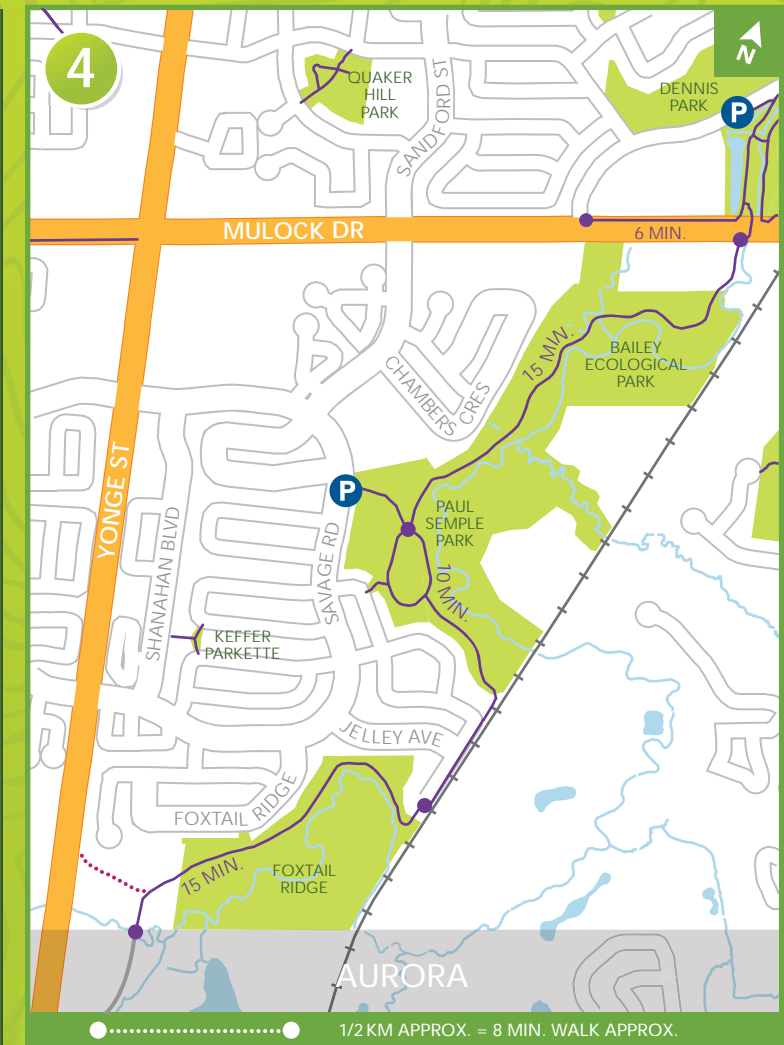 4
N
QUAKER
HILL
PARK
SANDFORD ST
DENNIS
PARK
P
MULOCK DR
6 MIN.
15 MIN.
BAILEY
ECOLOGICAL
PARK
CHAMBERS CRES
YONGE ST
P
PAUL
SEMPLE
PARK
SHANAHAN BLVD
SAVAGE RD
10 MIN.
KEFFER
PARKETTE
JELLEY AVE
FOXTAIL RIDGE
15 MIN.
FOXTAIL
RIDGE
AURORA
1/2 KM APPROX. = 8 MIN. WALK APPROX.